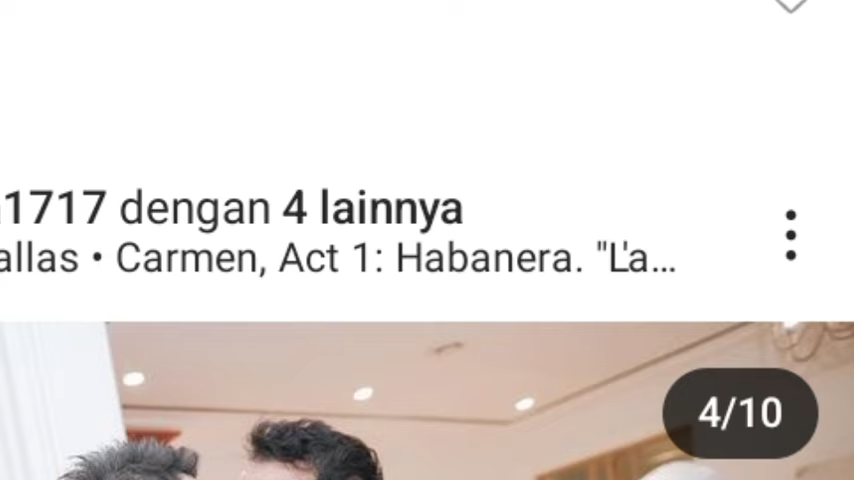 1717 dengan 4 lainnya
allas • Carmen, Act 1: Habanera. "L'a...
4/10